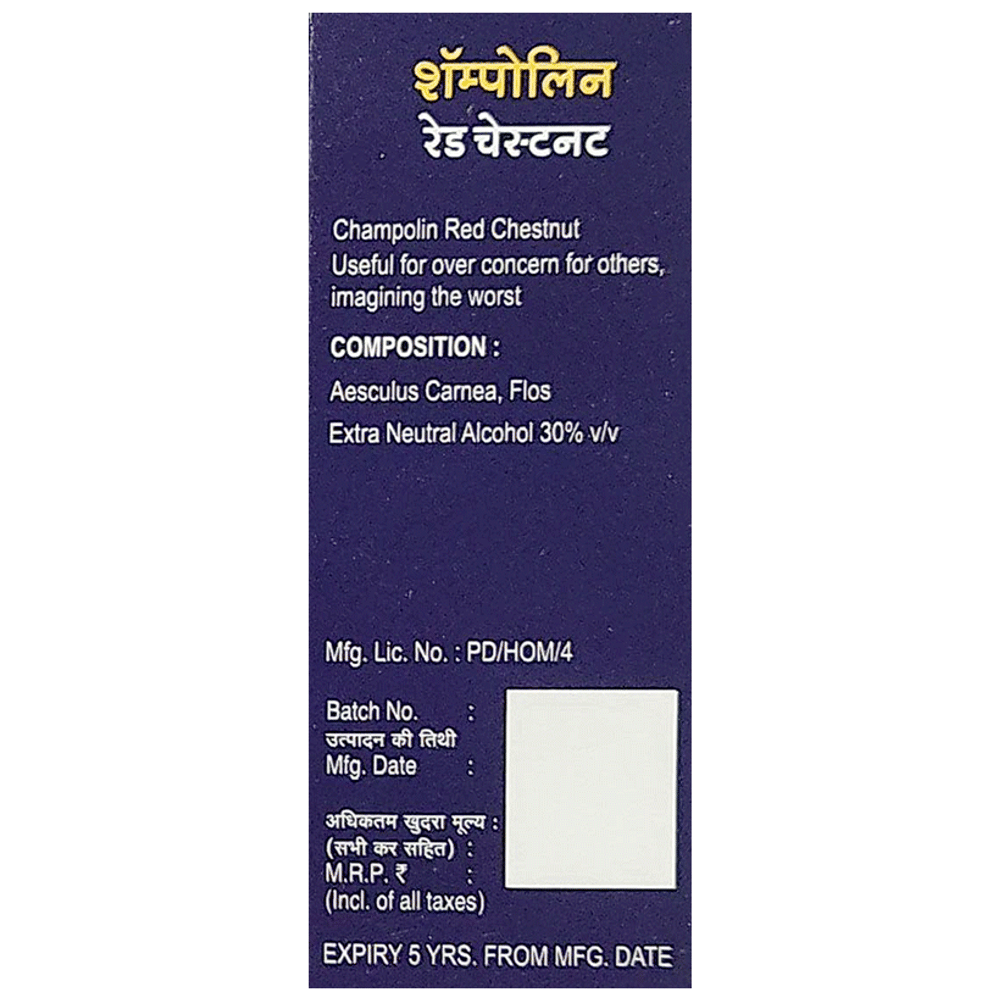 शॅम्पोलिन
रेड चेस्टनट
Champolin Red Chestnut
Useful for over concern for others,
imagining the worst
COMPOSITION :
Aesculus Carnea, Flos
Extra Neutral Alcohol 30% v/v
Mfg. Lic. No. : PD/HOM/4
Batch No. :
उत्पादन की तिथी
Mfg. Date :
अधिकतम खुदरा मूल्य :
(सभी कर सहित) :
M.R.P. ₹ :
(Incl. of all taxes)
EXPIRY 5 YRS. FROM MFG. DATE